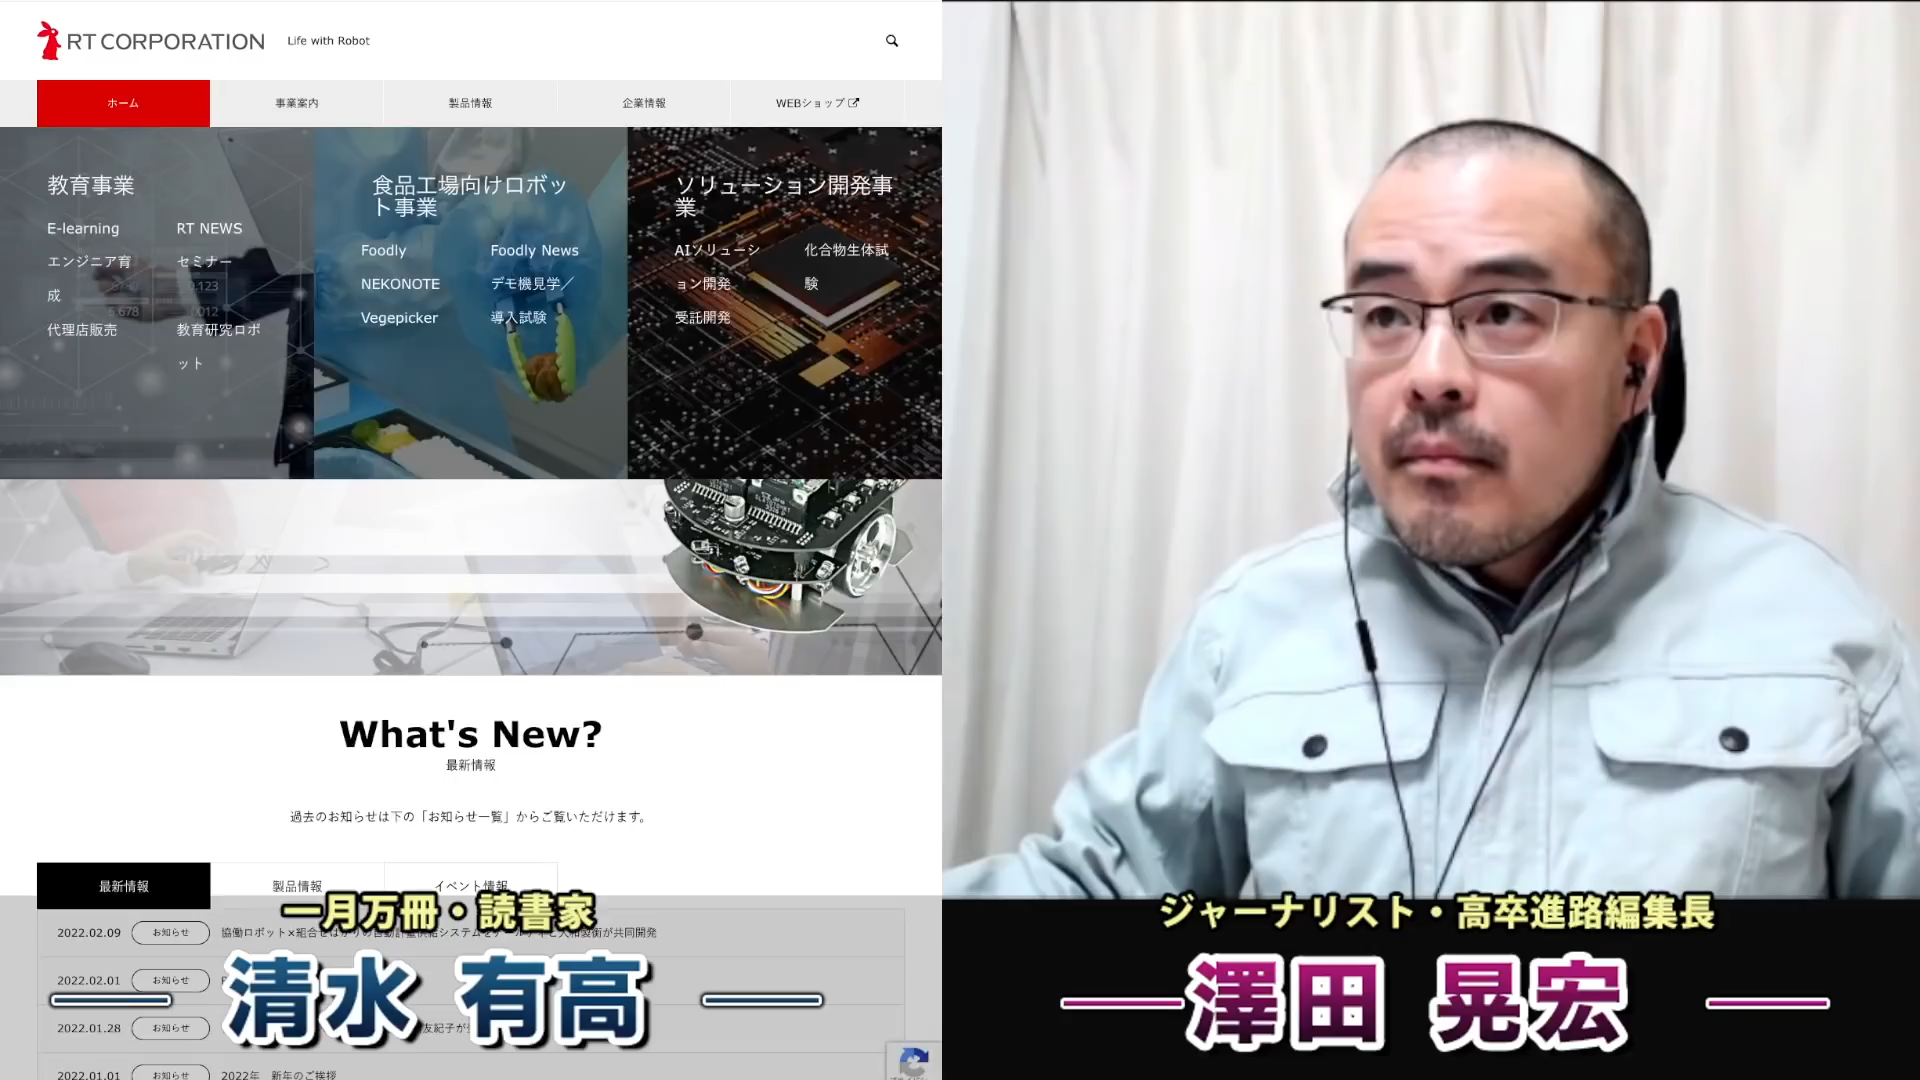 RT CORPORATION
Life with Robot
ホーム
事業案内
製品情報
企業情報
WEBショップ
教育事業
E-learning
RT NEWS
エンジニア育
成
セミナー
代理店販売
教育研究ロボ
ット
食品工場向けロボッ
ト事業
Foodly
Foodly News
NEKONOTE
デモ機見学／
導入試験
Vegepicker
ソリューション開発事
業
AIソリューシ
ョン開発
化合物生体試
験
受託開発
What's New?
最新情報
過去のお知らせは下の「お知らせ一覧」からご覧いただけます。
最新情報
製品情報
イベント情報
一月万冊・読書家
2022.02.09
お知らせ
清水 有高
2022.02.01
お知らせ
2022.01.28
お知らせ
2022.01.01
お知らせ
2022年　新年のご挨拶
ジャーナリスト・高卒進路編集長
澤田 晃宏